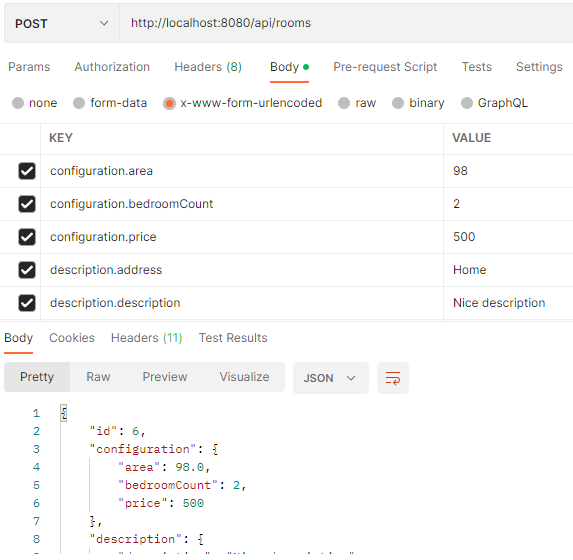 POST http://localhost:8080/api/rooms
Params Authorization Headers (8) Body Pre-request Script Tests Settings
none form-data x-www-form-urlencoded raw binary GraphQL
KEY VALUE
configuration.area 98
configuration.bedroomCount 2
configuration.price 500
description.address Home
description.description Nice description
Body Cookies Headers (11) Test Results
Pretty Raw Preview Visualize JSON
1 {
2 "id": 6,
3 "configuration": {
4 "area": 98.0,
5 "bedroomCount": 2,
6 "price": 500
7 },
8 "description": {